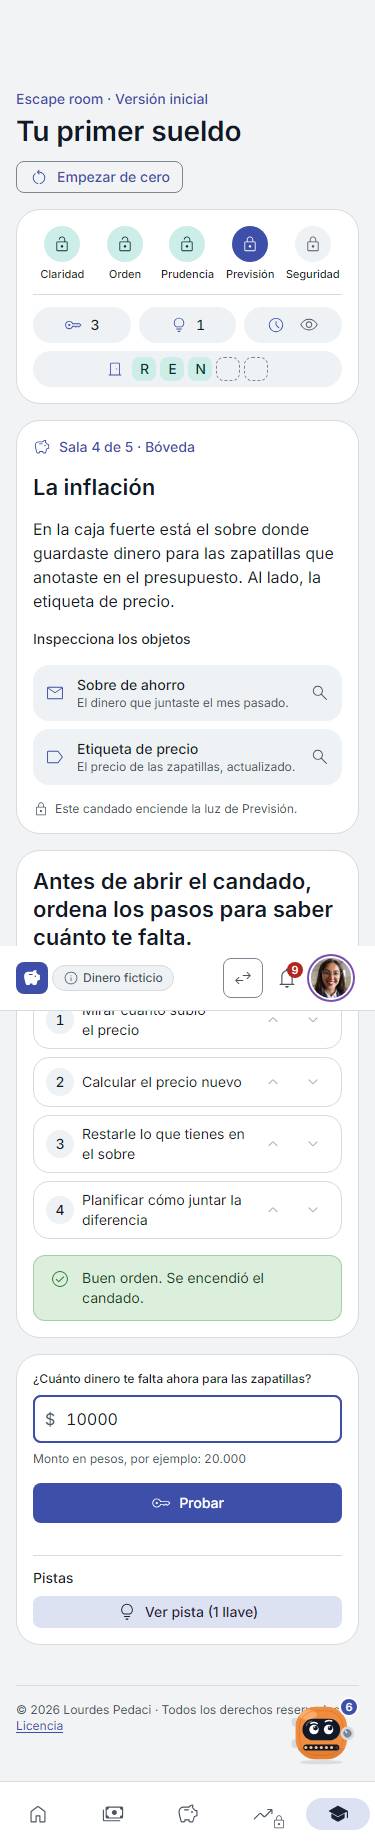 Escape room · Versión inicial
Tu primer sueldo
Empezar de cero
Claridad Orden Prudencia Previsión Seguridad
3 1
R E N
Sala 4 de 5 · Bóveda
La inflación
En la caja fuerte está el sobre donde
guardaste dinero para las zapatillas que
anotaste en el presupuesto. Al lado, la
etiqueta de precio.
Inspecciona los objetos
Sobre de ahorro
El dinero que juntaste el mes pasado.
Etiqueta de precio
El precio de las zapatillas, actualizado.
Este candado enciende la luz de Previsión.
Antes de abrir el candado,
ordena los pasos para saber
cuánto te falta.
Dinero ficticio 9
1 Mirar cuánto subió
el precio
2 Calcular el precio nuevo
3 Restarle lo que tienes en
el sobre
4 Planificar cómo juntar la
diferencia
Buen orden. Se encendió el
candado.
¿Cuánto dinero te falta ahora para las zapatillas?
$ 10000
Monto en pesos, por ejemplo: 20.000
Probar
Pistas
Ver pista (1 llave)
6
© 2026 Lourdes Pedaci · Todos los derechos
Licencia